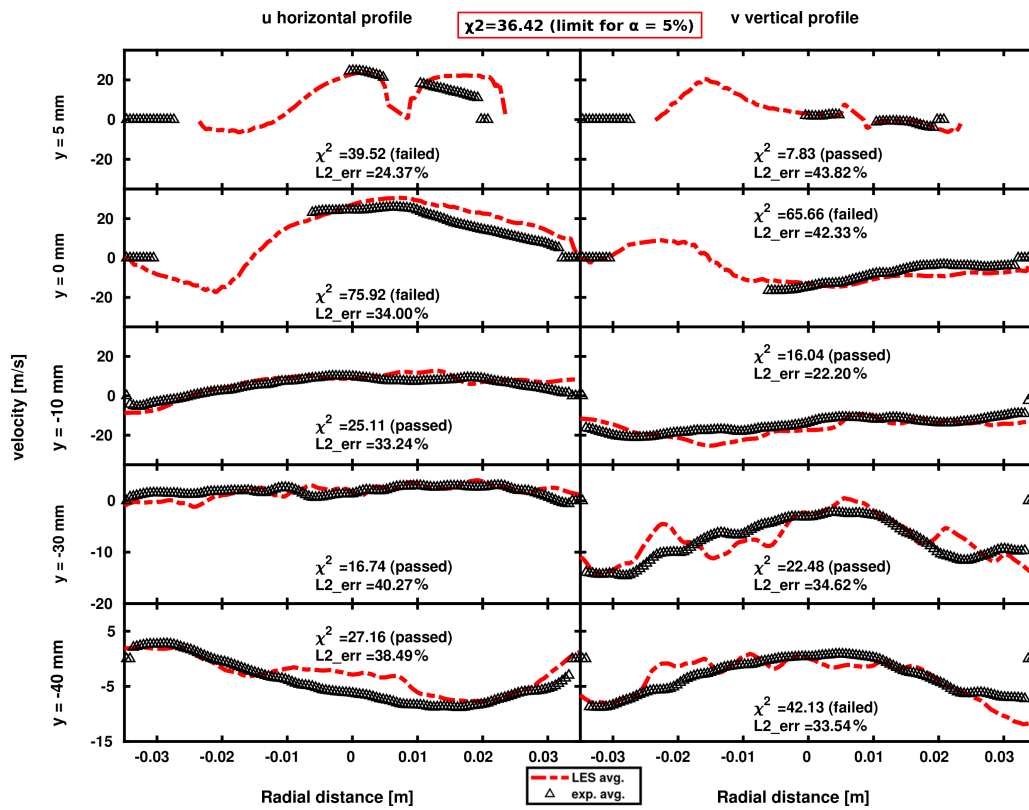 u horizontal profile
χ2=36.42 (limit for α = 5%)
v vertical profile
velocity [m/s]
y = 5 mm
20
0
-20
χ² =39.52 (failed)
L2_err=24.37%
χ² =7.83 (passed)
L2_err=43.82%
y = 0 mm
20
0
-20
χ² =75.92 (failed)
L2_err=34.00%
χ² =65.66 (failed)
L2_err=42.33%
y = -10 mm
20
0
-20
χ² =25.11 (passed)
L2_err=33.24%
χ² =16.04 (passed)
L2_err=22.20%
y = -30 mm
0
-10
-20
χ² =16.74 (passed)
L2_err=40.27%
χ² =22.48 (passed)
L2_err=34.62%
y =-40 mm
5
-5
-15
χ² =27.16 (passed)
L2_err=38.49%
χ² =42.13 (failed)
L2_err=33.54%
-0.03 -0.02 -0.01 0 0.01 0.02 0.03
-0.03 -0.02 -0.01 0 0.01 0.02 0.03
Radial distance [m]
LES avg.
exp. avg.
Radial distance [m]